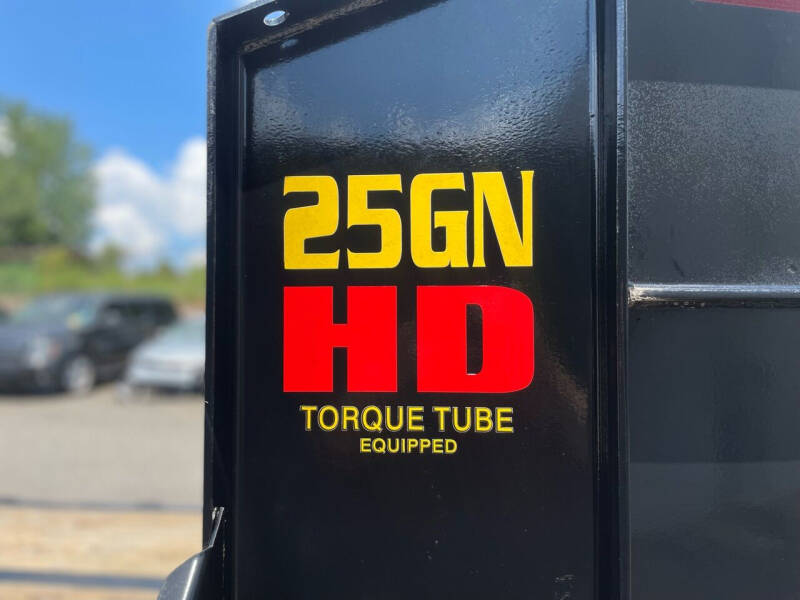 25GN
HD
TORQUE TUBE
EQUIPPED